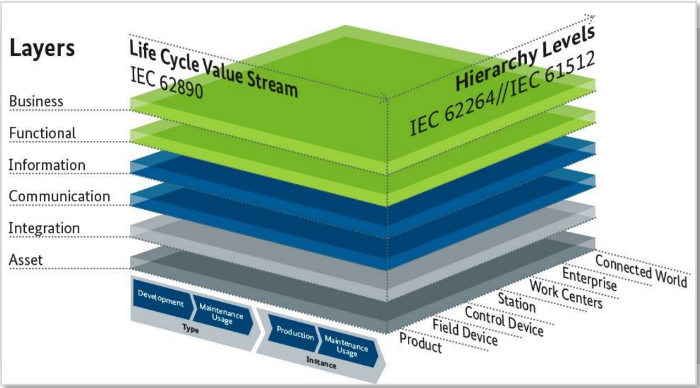 Layers
Life Cycle Value Stream
IEC 62890
Hierarchy Levels
IEC 62264//IEC 61512
Business
Functional
Information
Communication
Integration
Asset
Development
Maintenance
Usage
Type
Production
Maintenance
Usage
Instance
Connected World
Enterprise
Work Centers
Station
Control Device
Field Device
Product